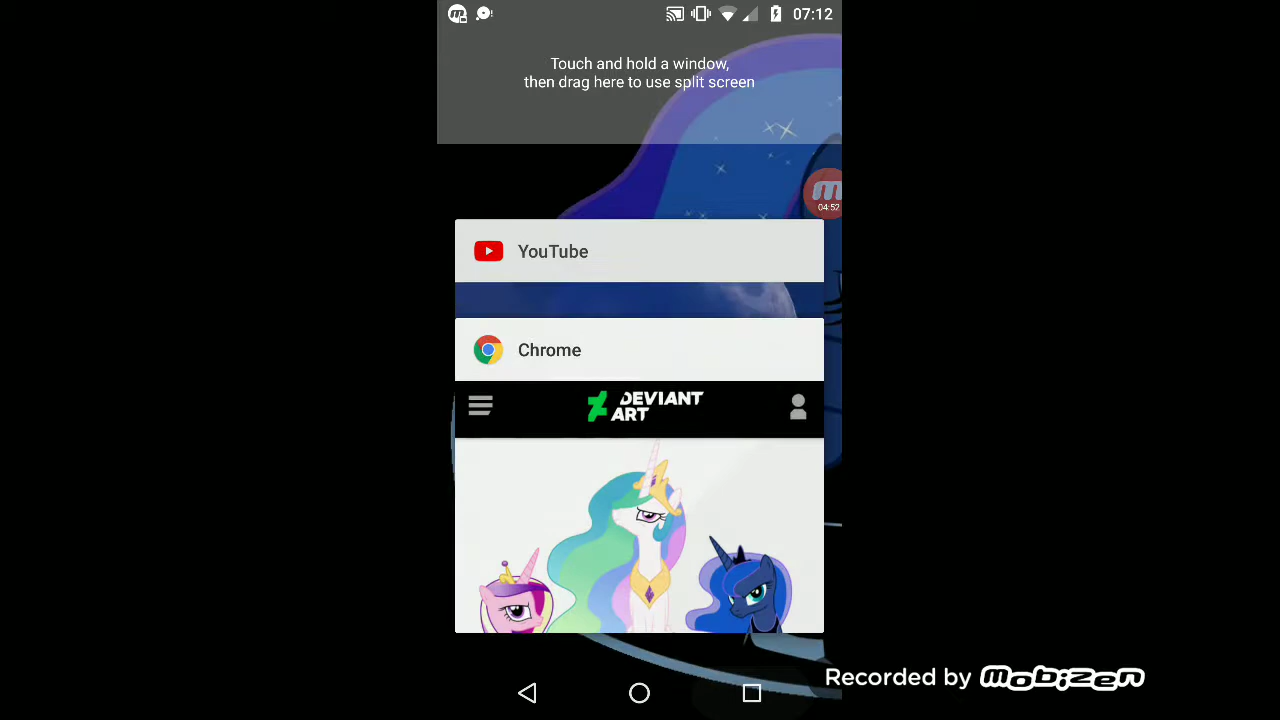 07:12
Touch and hold a window,
then drag here to use split screen
04:52
YouTube
Chrome
DEVIANT
ART
Recorded by mobizen